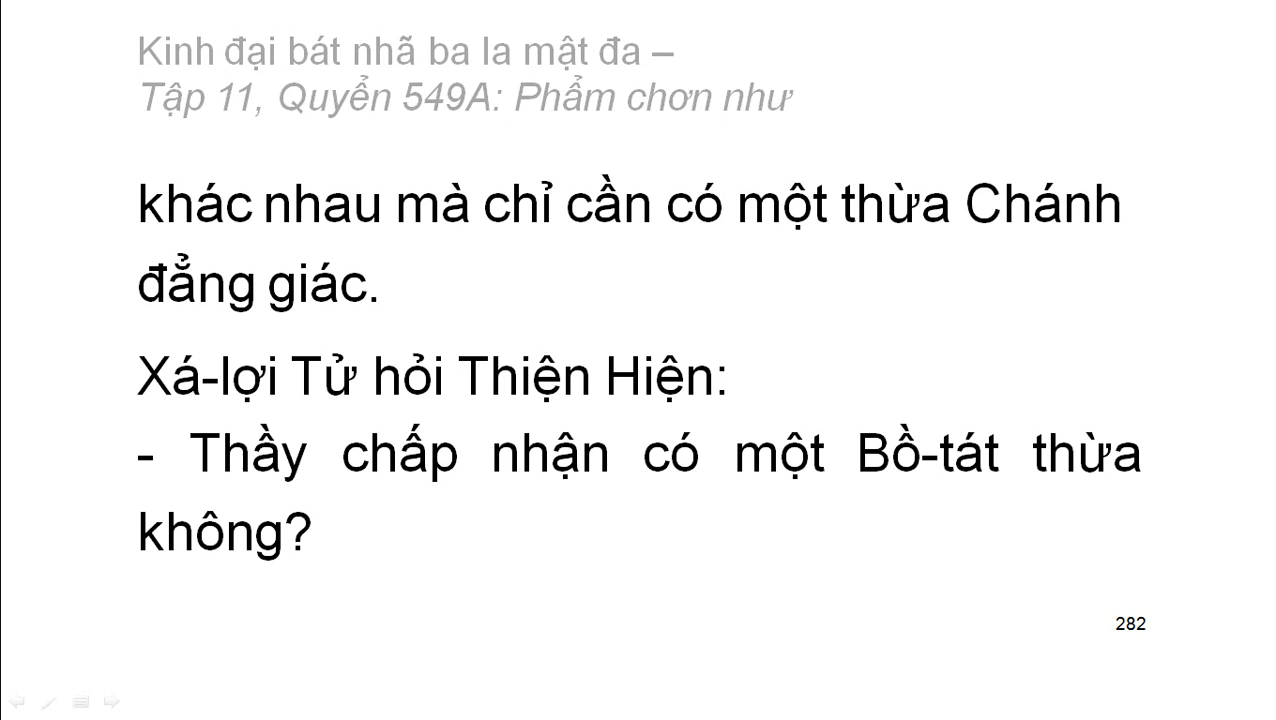 Kinh đại bát nhã ba la mật đa –
Tập 11, Quyển 549A: Phẩm chơn như
khác nhau mà chỉ cần có một thừa Chánh
đẳng giác.
Xá-lợi Tử hỏi Thiện Hiện:
- Thầy chấp nhận có một Bồ-tát thừa
không?
282